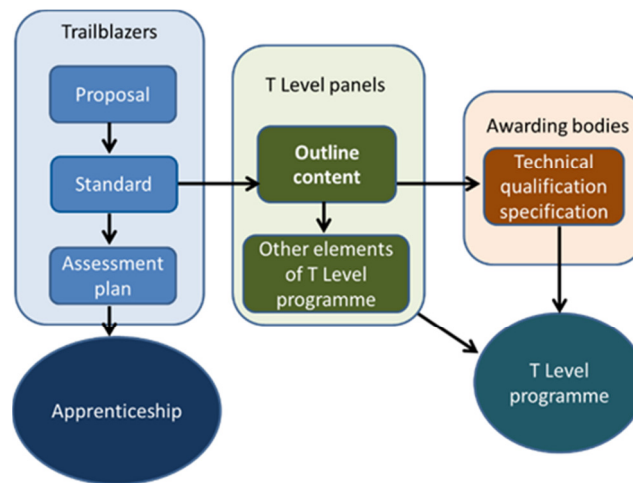 Trailblazers
Proposal
Standard
Assessment
plan
Apprenticeship
T Level panels
Outline
content
Other elements
of T Level
programme
Awarding bodies
Technical
qualification
specification
T Level
programme